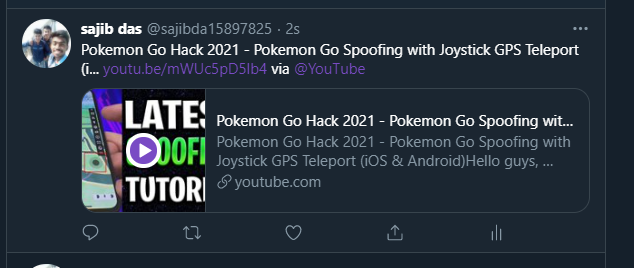 sajib das @sajibda15897825 · 2s
Pokemon Go Hack 2021 - Pokemon Go Spoofing with Joystick GPS Teleport
(i... youtu.be/mWUc5pD5lb4 via @YouTube
LATES
OOFI
TUTORI
Pokemon Go Hack 2021 - Pokemon Go Spoofing wit...
Pokemon Go Hack 2021 - Pokemon Go Spoofing with
Joystick GPS Teleport (iOS & Android)Hello guys, ...
youtube.com